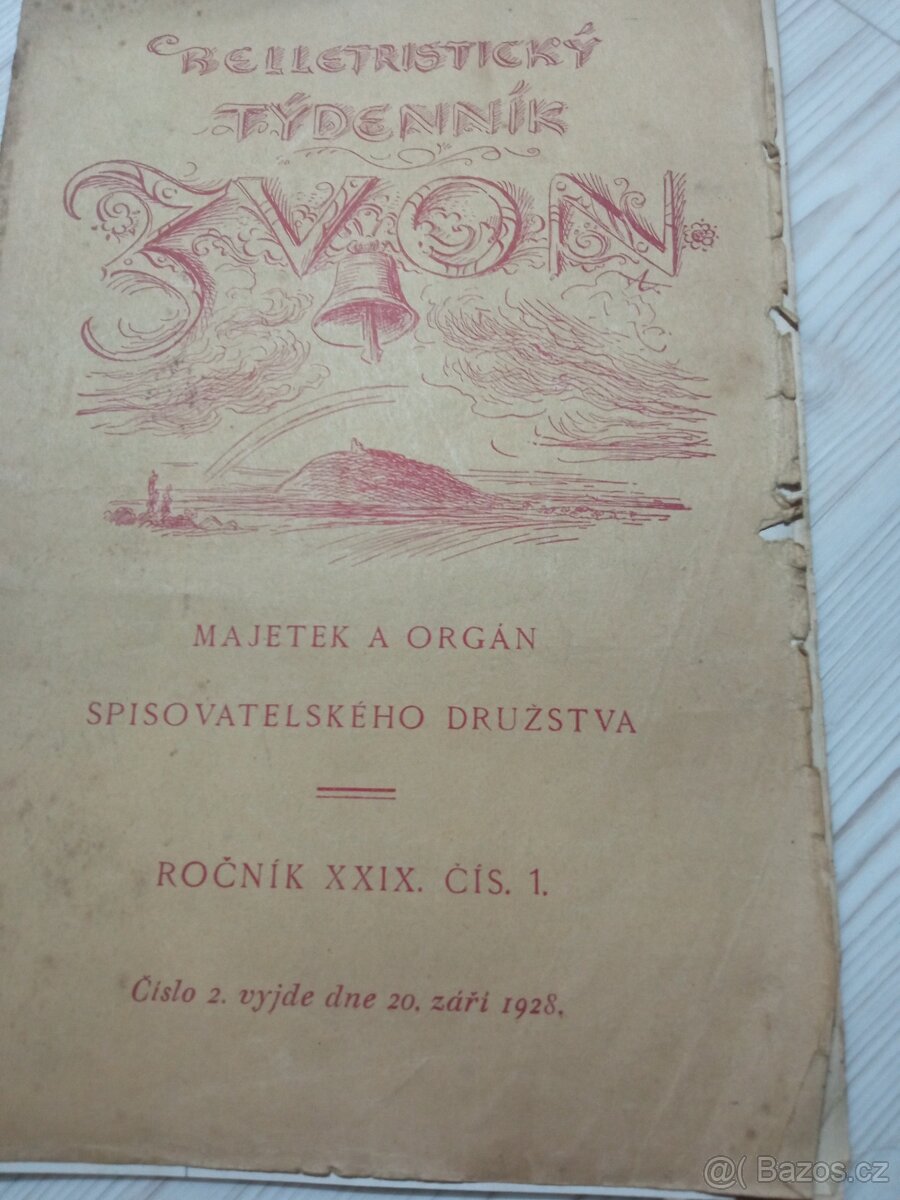 BELLETRISTICKÝ
TÝDENNÍK
ZVON
MAJETEK A ORGÁN
SPISOVATELSKÉHO DRUŽSTVA
ROČNÍK XXIX. ČÍS. 1.
Číslo 2. vyjde dne 20. září 1928.
@( Bazos.cz